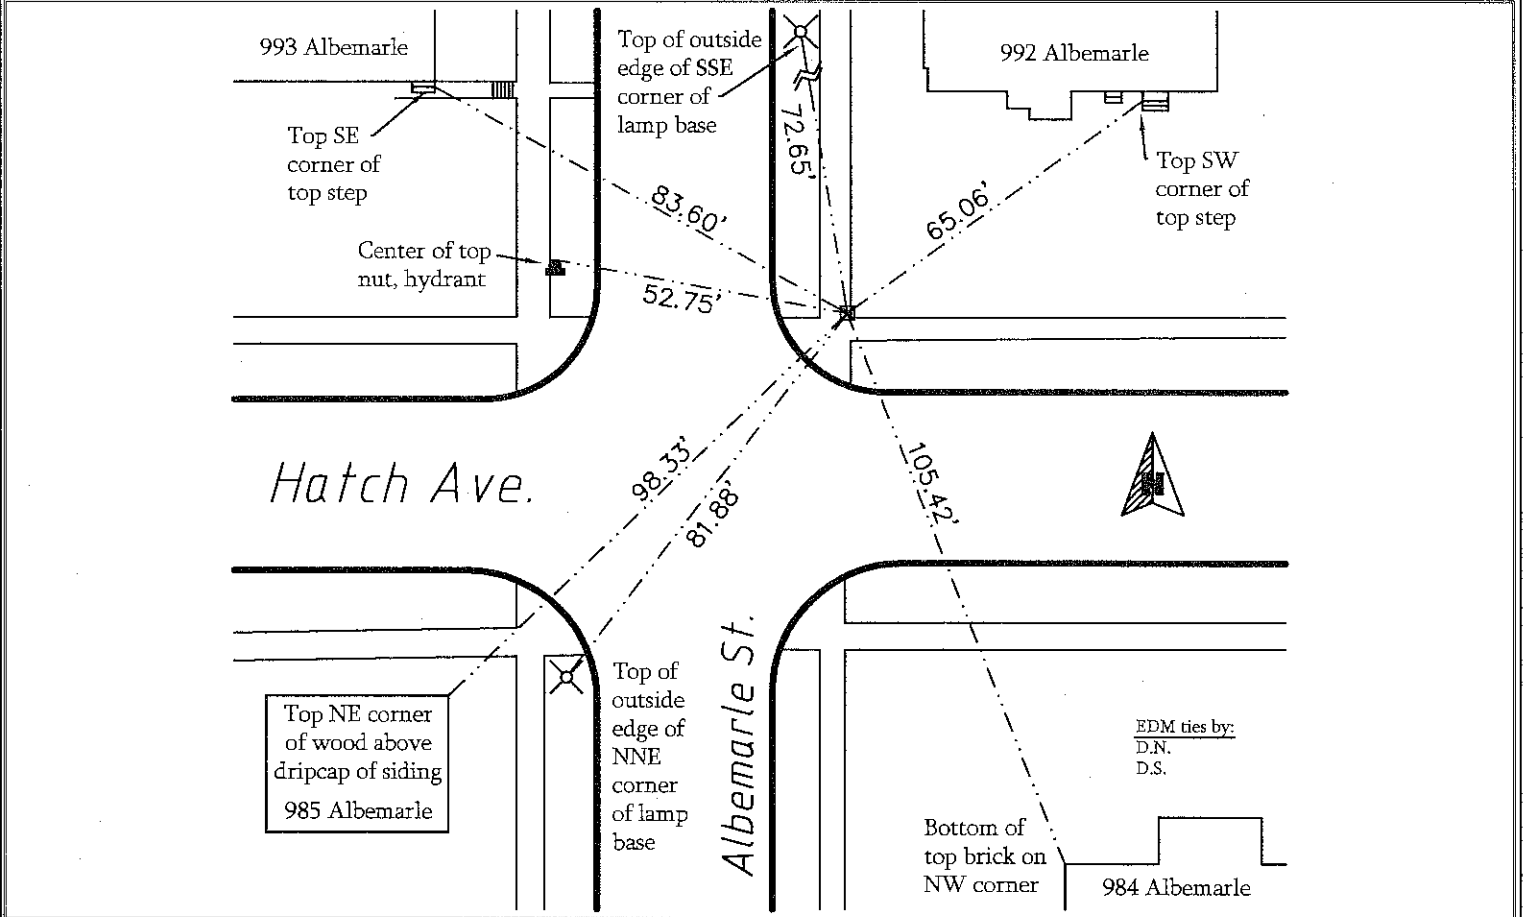 993 Albemarle
Top of outside
edge of SSE
corner of
lamp base
992 Albemarle
Top SE
corner of
top step
72.65'
83.60'
65.06'
Top SW
corner of
top step
Center of top
nut, hydrant
52.75'
Hatch Ave.
98.33'
81.88'
105.42'
N
Top NE corner
of wood above
dripcap of siding
985 Albemarle
Top of
outside
edge of
NNE
corner
of lamp
base
Albemarle St.
EDM ties by:
D.N.
D.S.
Bottom of
top brick on
NW corner
984 Albemarle